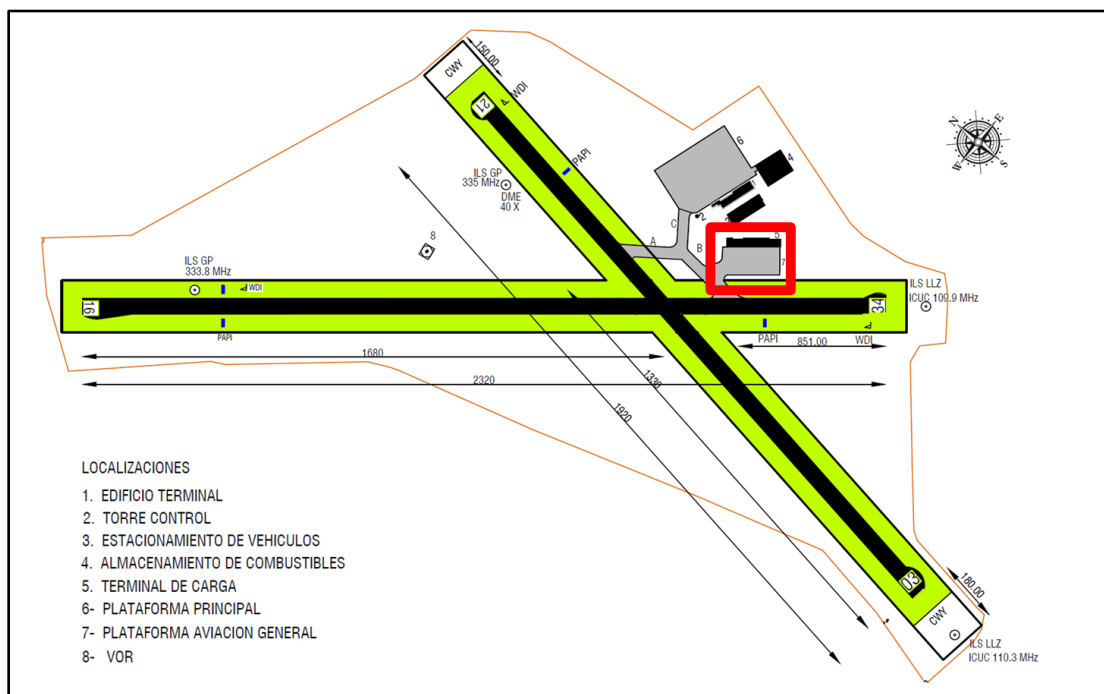 150.00
CWY
WDI
21
PAPI
6
4
N
E
W
S
ILS GP
335 MHz
DME
40 X
1
2
C
3
8
A
B
5
7
ILS GP
333.8 MHz
WDI
ILS LLZ
ICUC 109.9 MHz
16
34
PAPI
PAPI
WDI
851.00
1680
2320
1330
1920
LOCALIZACIONES
1. EDIFICIO TERMINAL
2. TORRE CONTROL
3. ESTACIONAMIENTO DE VEHICULOS
4. ALMACENAMIENTO DE COMBUSTIBLES
5. TERMINAL DE CARGA
6- PLATAFORMA PRINCIPAL
7- PLATAFORMA AVIACION GENERAL
8- VOR
03
180.00
CWY
ILS LLZ
ICUC 110.3 MHz